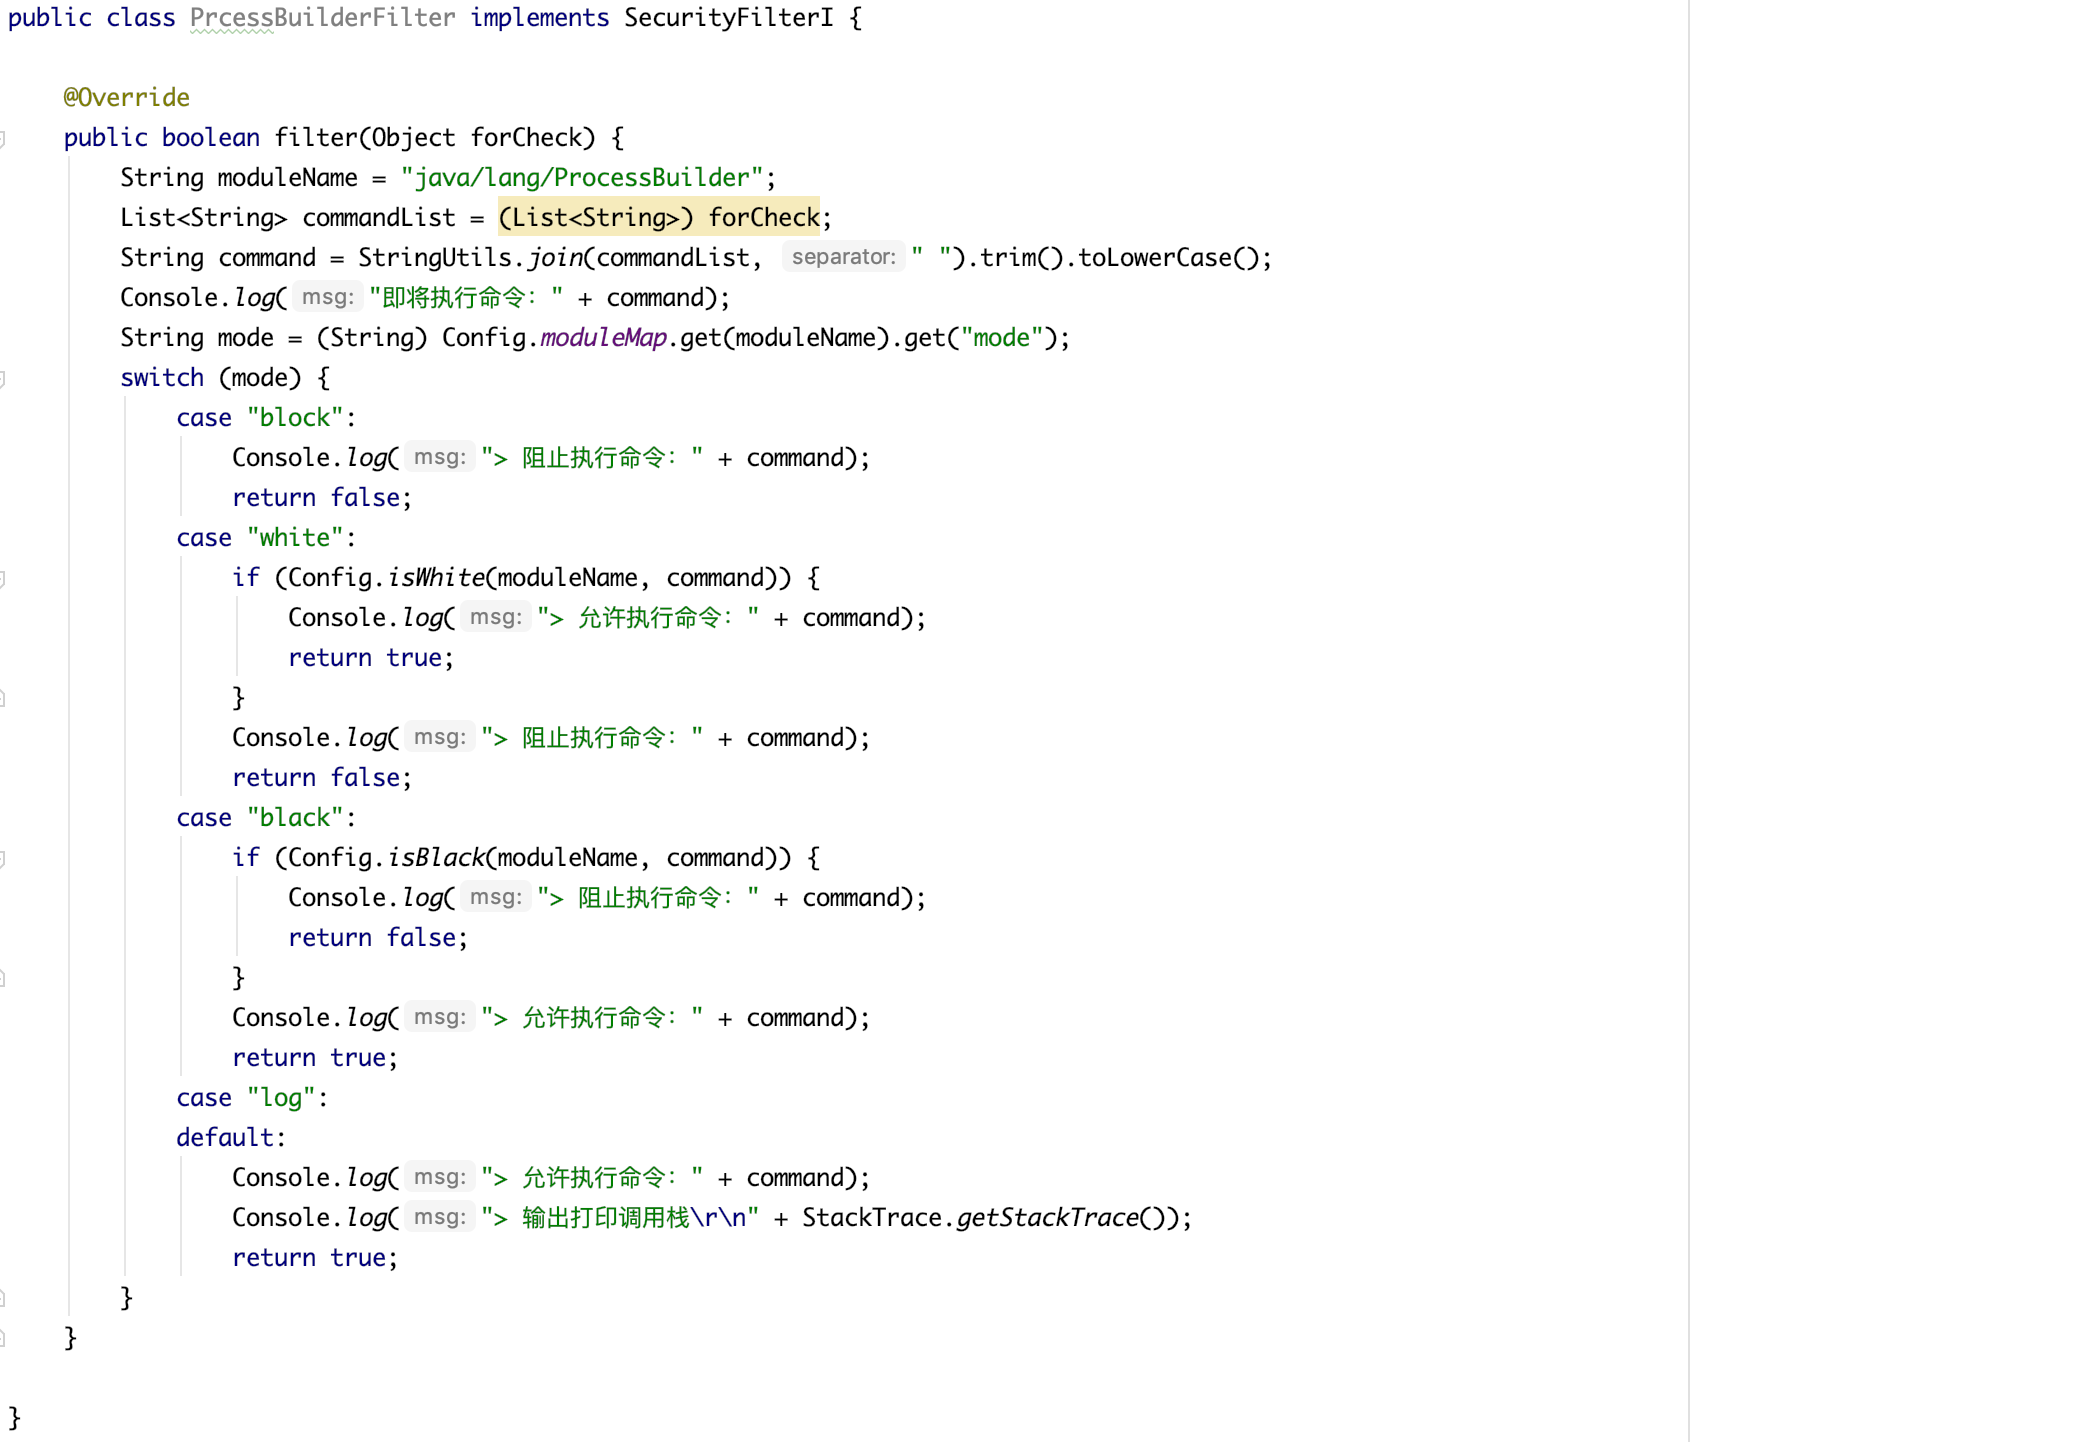 public class PrcessBuilderFilter implements SecurityFilterI {
@Override
public boolean filter(Object forCheck) {
String moduleName = "java/lang/ProcessBuilder";
List<String> commandList = (List<String>) forCheck;
String command = StringUtils.join(commandList, separator: " ").trim().toLowerCase();
Console.log( msg: "即将执行命令：" + command);
String mode = (String) Config.moduleMap.get(moduleName).get("mode");
switch (mode) {
case "block":
Console.log( msg: "> 阻止执行命令：" + command);
return false;
case "white":
if (Config.isWhite(moduleName, command)) {
Console.log( msg: "> 允许执行命令：" + command);
return true;
}
Console.log( msg: "> 阻止执行命令：" + command);
return false;
case "black":
if (Config.isBlack(moduleName, command)) {
Console.log( msg: "> 阻止执行命令：" + command);
return false;
}
Console.log( msg: "> 允许执行命令：" + command);
return true;
case "log":
default:
Console.log( msg: "> 允许执行命令：" + command);
Console.log( msg: "> 输出打印调用栈\r\n" + StackTrace.getStackTrace());
return true;
}
}
}